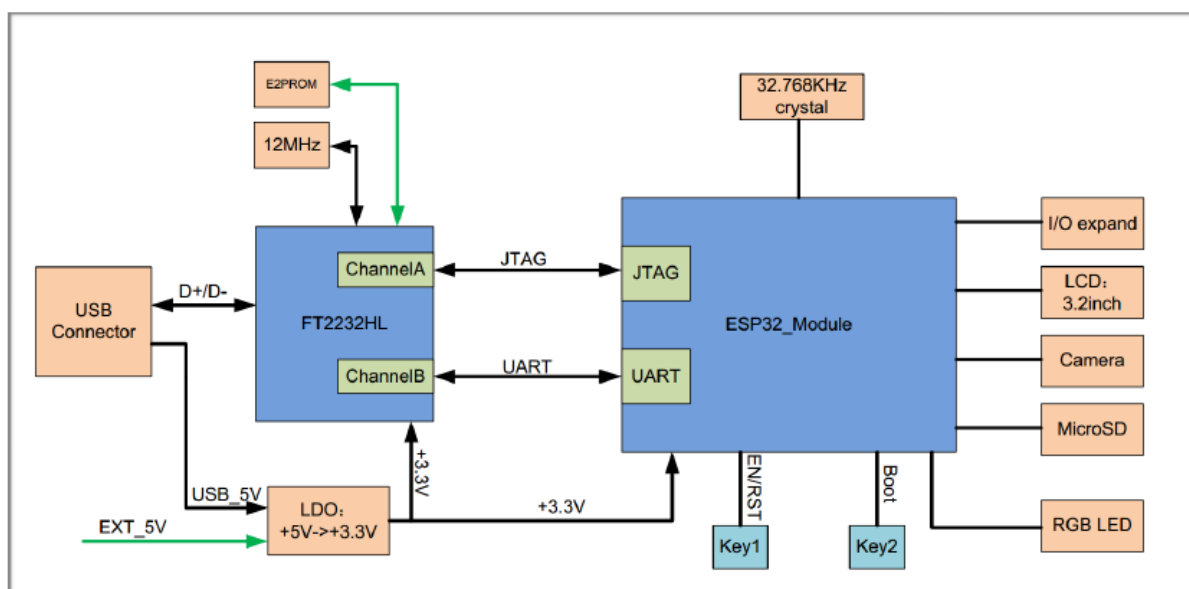 E2PROM
12MHz
32.768KHz
crystal
USB
Connector
D+/D-
FT2232HL
ChannelA
ChannelB
JTAG
UART
JTAG
UART
ESP32_Module
I/O expand
LCD：
3.2inch
Camera
MicroSD
RGB LED
EN/RST
Boot
Key1
Key2
USB_5V
EXT_5V
LDO：
+5V->+3.3V
+3.3V
+3.3V